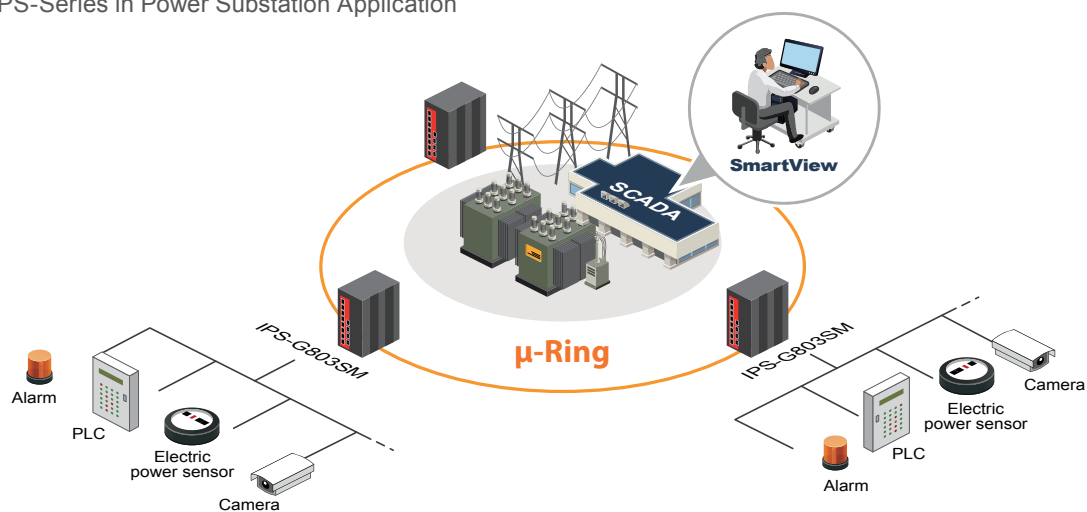 PS-Series in Power Substation Application
SmartView
SCADA
µ-Ring
IPS-G803SM
Alarm
PLC
Electric
power sensor
Camera
IPS-G803SM
Camera
Electric
power sensor
PLC
Alarm